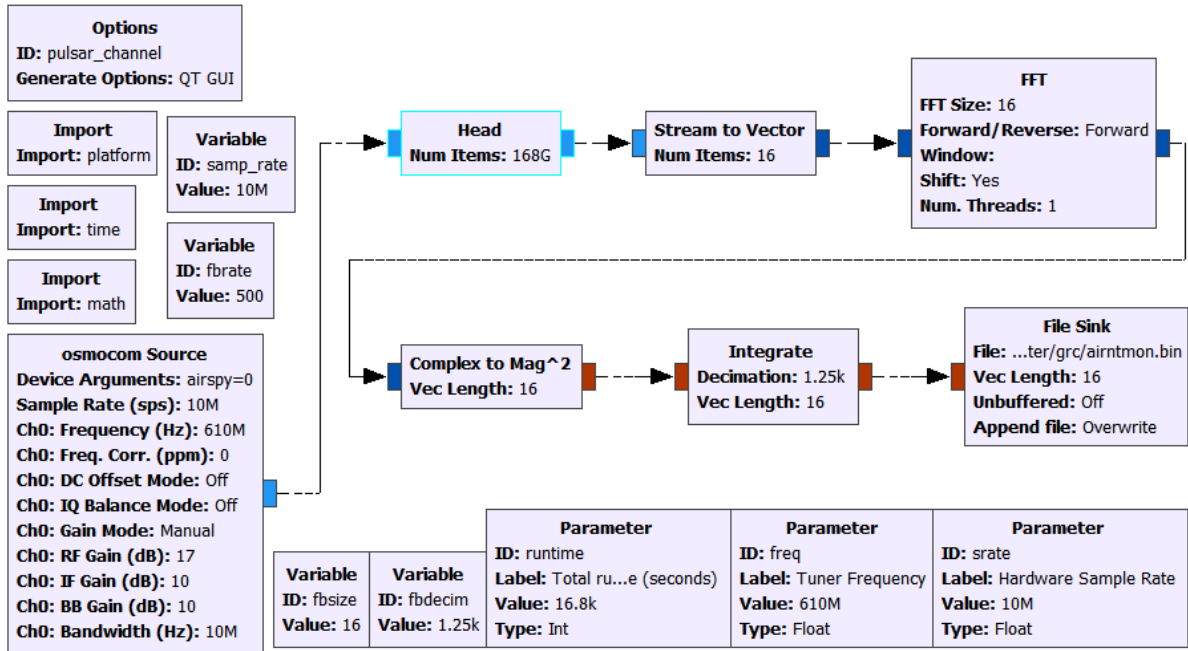 Options
ID: pulsar_channel
Generate Options: QT GUI
Import
Import: platform
Variable
ID: samp_rate
Value: 10M
Import
Import: time
Variable
ID: fbrate
Value: 500
Import
Import: math
osmocom Source
Device Arguments: airspy=0
Sample Rate (sps): 10M
Ch0: Frequency (Hz): 610M
Ch0: Freq. Corr. (ppm): 0
Ch0: DC Offset Mode: Off
Ch0: IQ Balance Mode: Off
Ch0: Gain Mode: Manual
Ch0: RF Gain (dB): 17
Ch0: IF Gain (dB): 10
Ch0: BB Gain (dB): 10
Ch0: Bandwidth (Hz): 10M
Head
Num Items: 168G
Stream to Vector
Num Items: 16
FFT
FFT Size: 16
Forward/Reverse: Forward
Window:
Shift: Yes
Num. Threads: 1
Complex to Mag^2
Vec Length: 16
Integrate
Decimation: 1.25k
Vec Length: 16
File Sink
File: ...ter/grc/airntmon.bin
Vec Length: 16
Unbuffered: Off
Append file: Overwrite
Variable
ID: fbsize
Value: 16
Variable
ID: fbdecim
Value: 1.25k
Parameter
ID: runtime
Label: Total ru...e (seconds)
Value: 16.8k
Type: Int
Parameter
ID: freq
Label: Tuner Frequency
Value: 610M
Type: Float
Parameter
ID: srate
Label: Hardware Sample Rate
Value: 10M
Type: Float